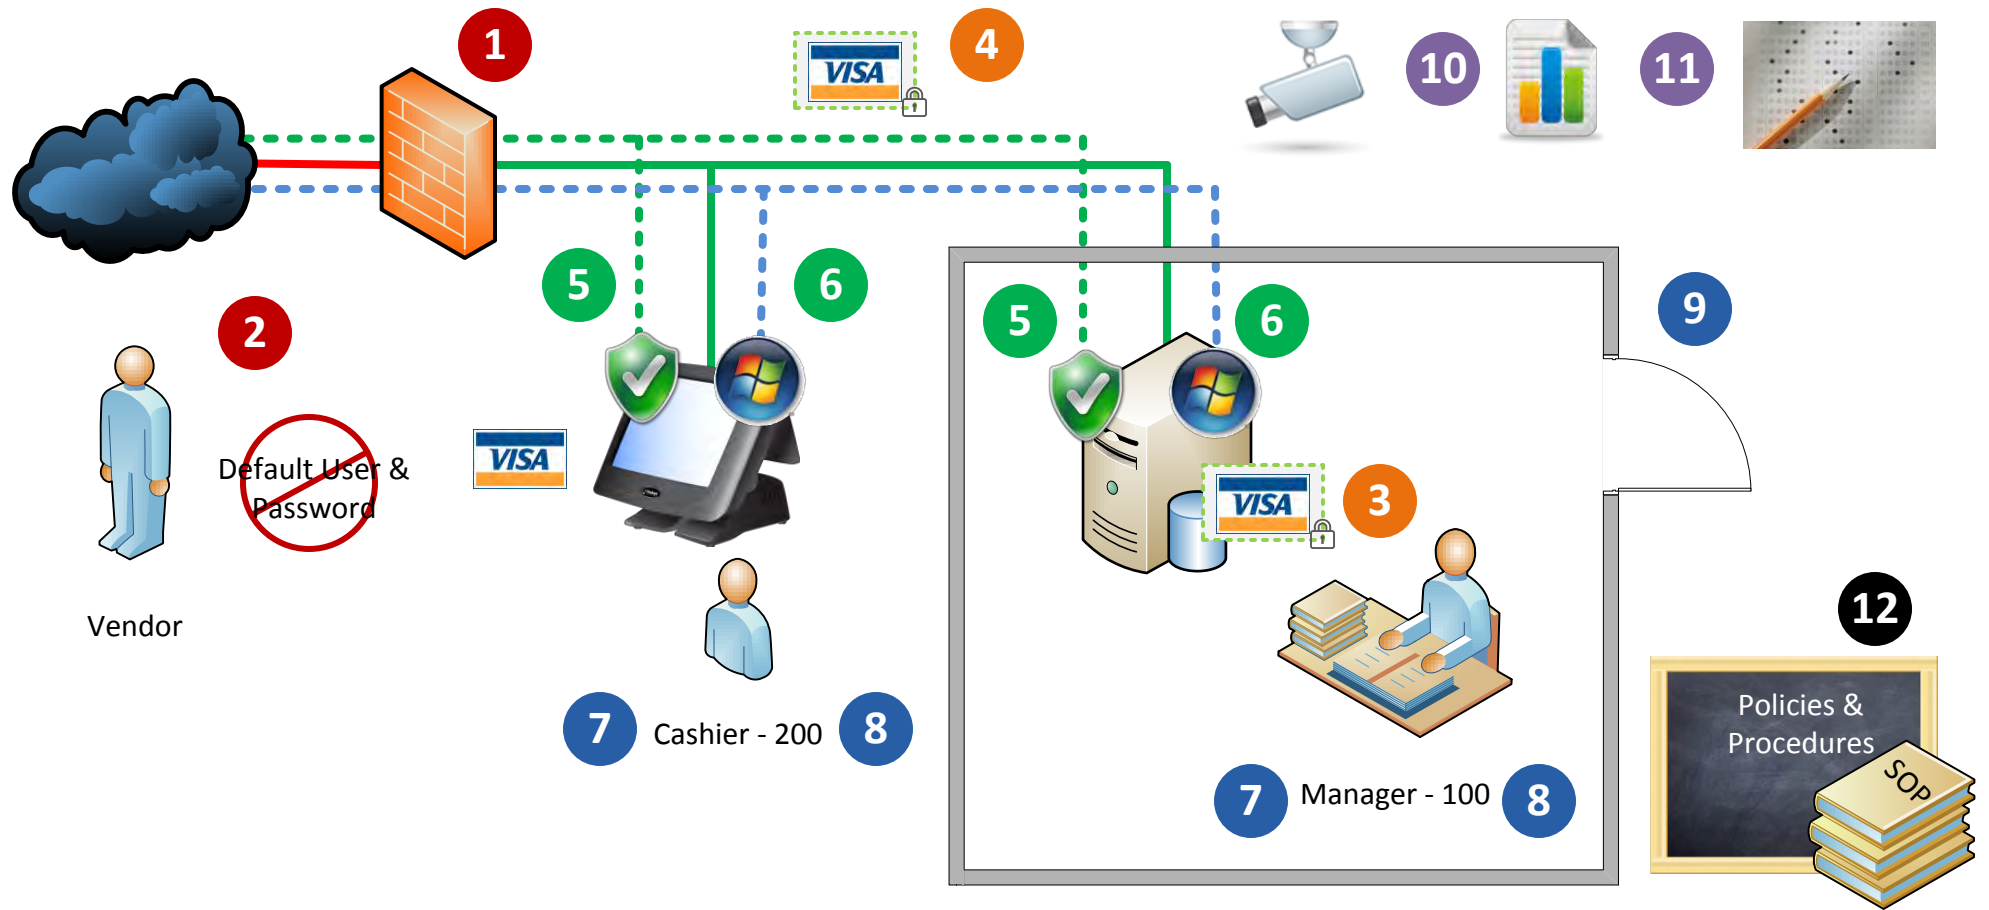 1
4
VISA
10
11
5
6
5
6
9
2
Default User &
Password
VISA
VISA
3
Vendor
12
7
Cashier - 200
8
Policies &
Procedures
SOP
7
Manager - 100
8